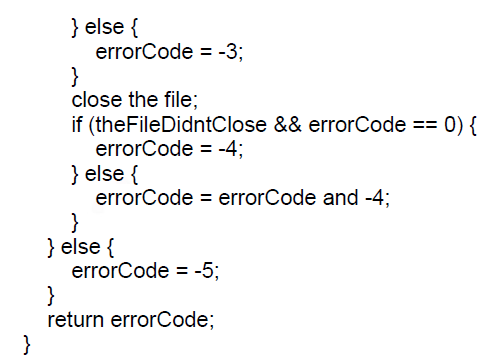 } else {
errorCode = -3;
}
close the file;
if (theFileDidntClose && errorCode == 0) {
errorCode = -4;
} else {
errorCode = errorCode and -4;
}
} else {
errorCode = -5;
}
return errorCode;
}